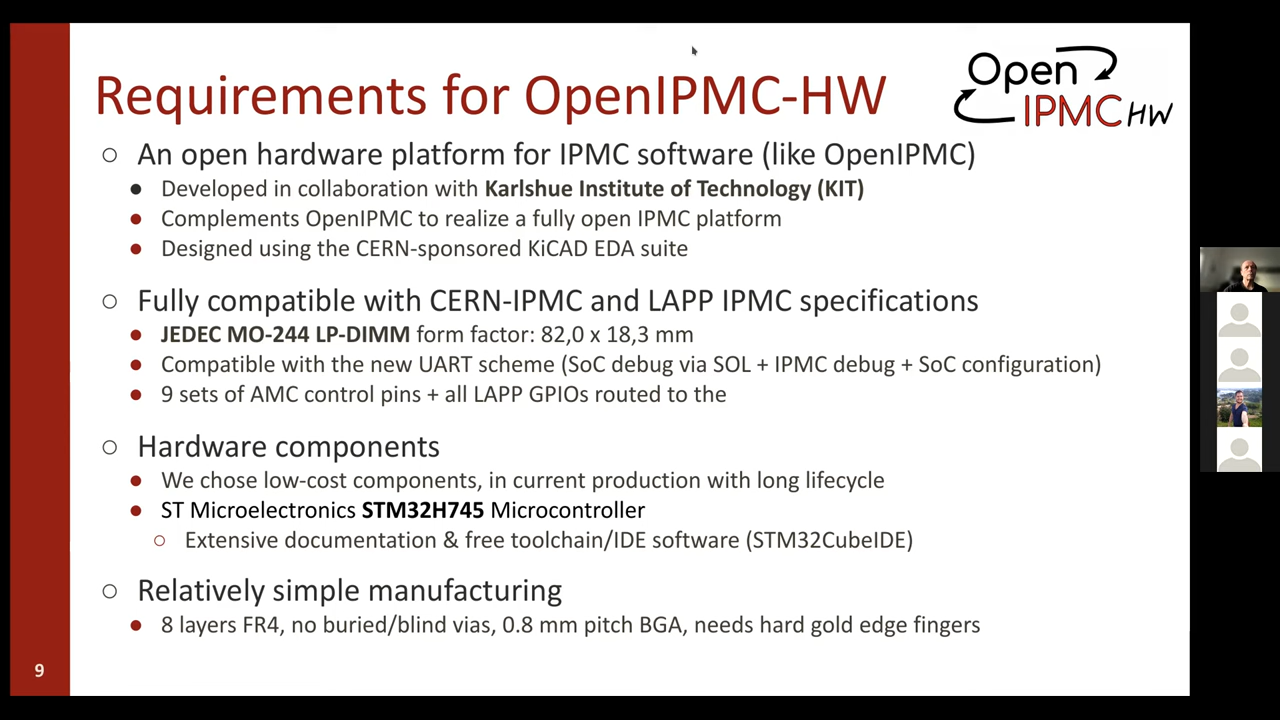 Requirements for OpenIPMC-HW
Open
IPMC HW
○ An open hardware platform for IPMC software (like OpenIPMC)
● Developed in collaboration with Karlshue Institute of Technology (KIT)
● Complements OpenIPMC to realize a fully open IPMC platform
● Designed using the CERN-sponsored KiCAD EDA suite
○ Fully compatible with CERN-IPMC and LAPP IPMC specifications
● JEDEC MO-244 LP-DIMM form factor: 82,0 x 18,3 mm
● Compatible with the new UART scheme (SoC debug via SOL + IPMC debug + SoC configuration)
● 9 sets of AMC control pins + all LAPP GPIOs routed to the
○ Hardware components
● We chose low-cost components, in current production with long lifecycle
● ST Microelectronics STM32H745 Microcontroller
○ Extensive documentation & free toolchain/IDE software (STM32CubeIDE)
○ Relatively simple manufacturing
● 8 layers FR4, no buried/blind vias, 0.8 mm pitch BGA, needs hard gold edge fingers
9